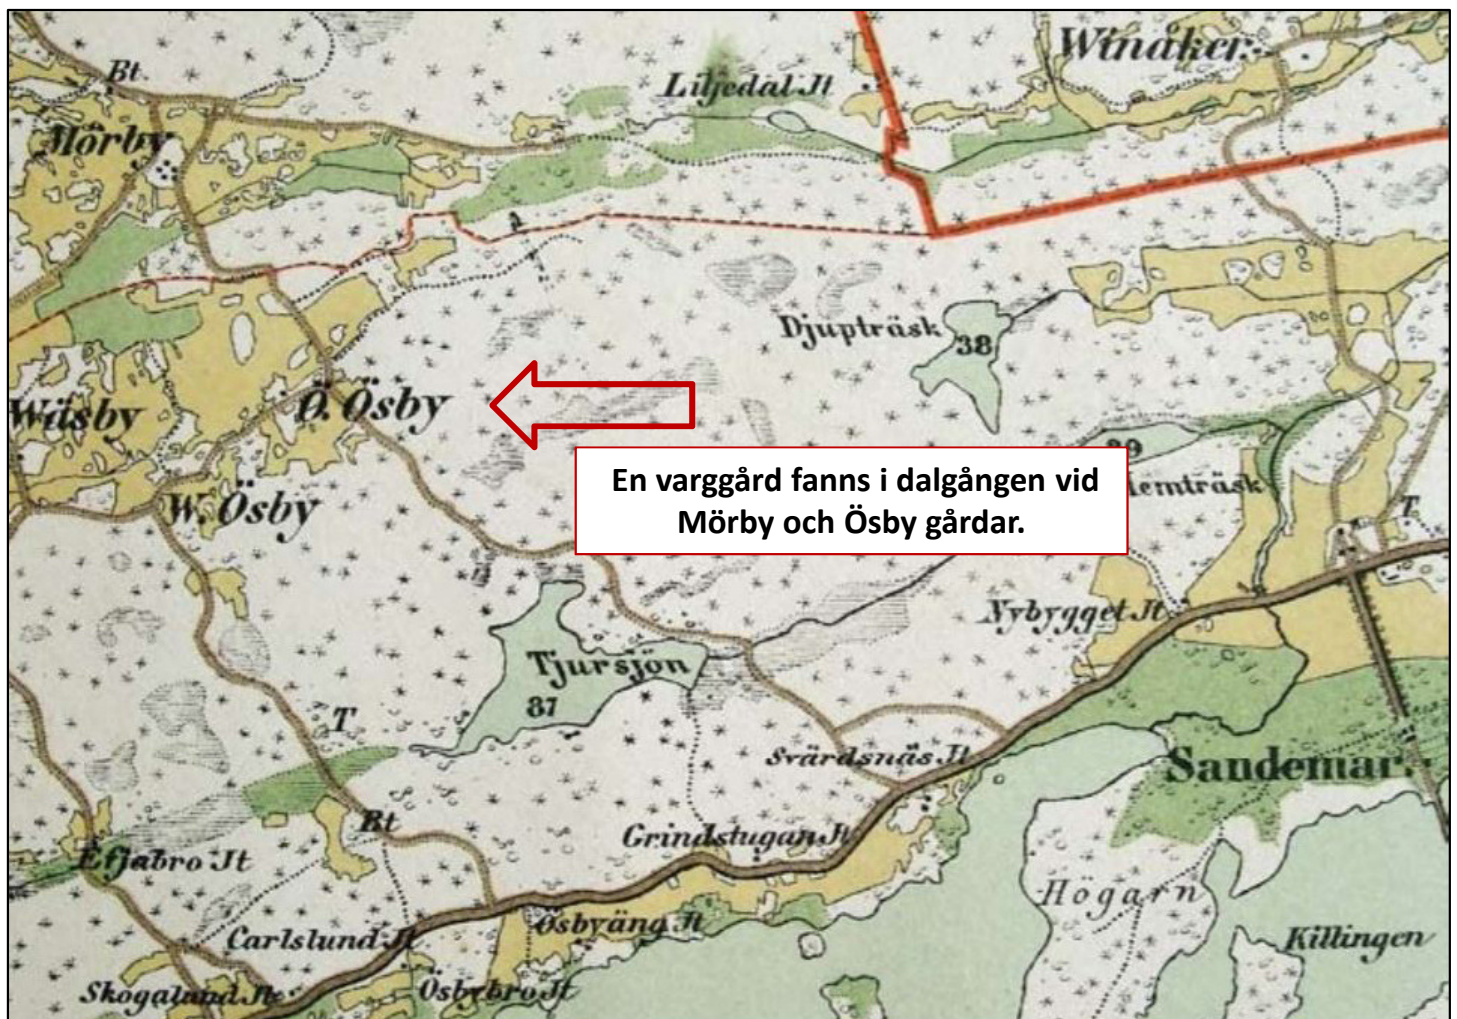 Bt
Liljedal Jt
Winåker.
Mörby
Djupträsk
38
Wäsby
Ö. Ösby
W. Ösby
En varggård fanns i dalgången vid
Mörby och Ösby gårdar.
T
Nybygget Jt
Tjursjön
87
T
Svärdsnäs Jt
Sandemar.
Bt
Grindstugan Jt
Efjabro Jt
Högarn
Ösbyäng Jt
Carlslund Jt
Killingen
Skogalund Jt
Ösbybro Jt